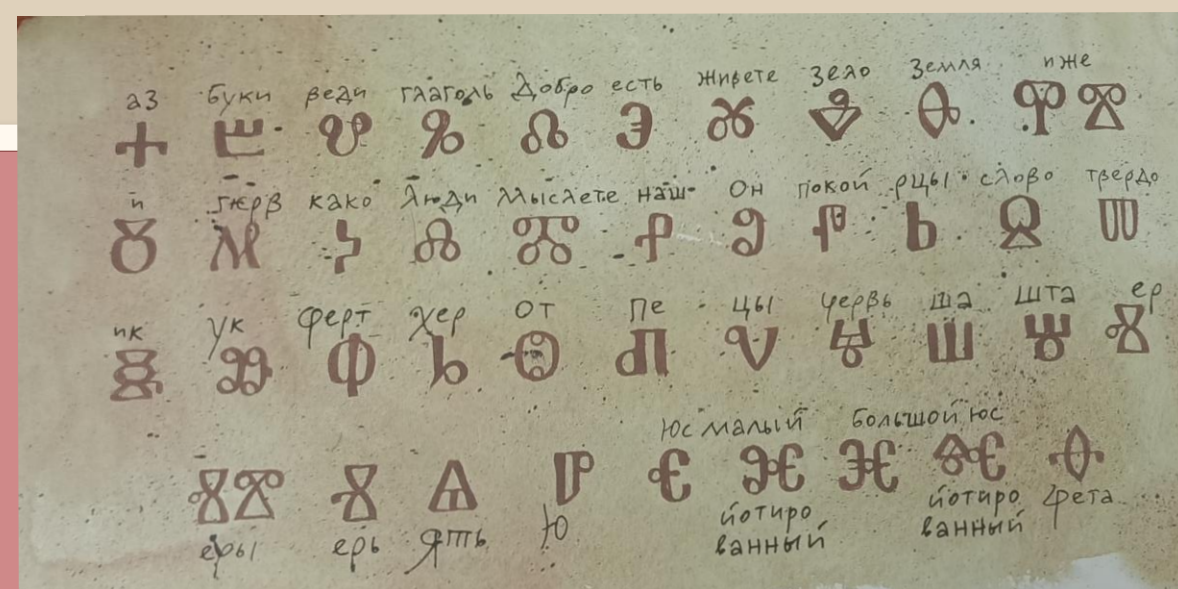 аз буки веди глаголь Добро есть живете зело Земля иже
Ⰰ Ⰱ Ⰲ Ⰳ Ⰴ Ⰵ Ⰶ Ⰷ Ⰸ Ⰹ Ⰺ
и како Люди Мыслете наш Он покой рцы слово твердо
Ⰻ Ⰼ Ⰽ Ⰾ Ⰿ Ⱀ Ⱁ Ⱂ Ⱃ Ⱄ Ⱅ
ик ук ферт хер от пе цы червь ша шта ер
Ⱛ Ⱆ Ⱇ Ⱈ Ⱉ Ⱊ Ⱌ Ⱍ Ⱎ Ⱋ Ⱏ
Юс малый большой юс
ⰟⰊ Ⱐ Ⱑ Ⱓ Ⱔ Ⱗ Ⱘ Ⱙ Ⱚ
еры ерь ять Ю йотированный йотированный